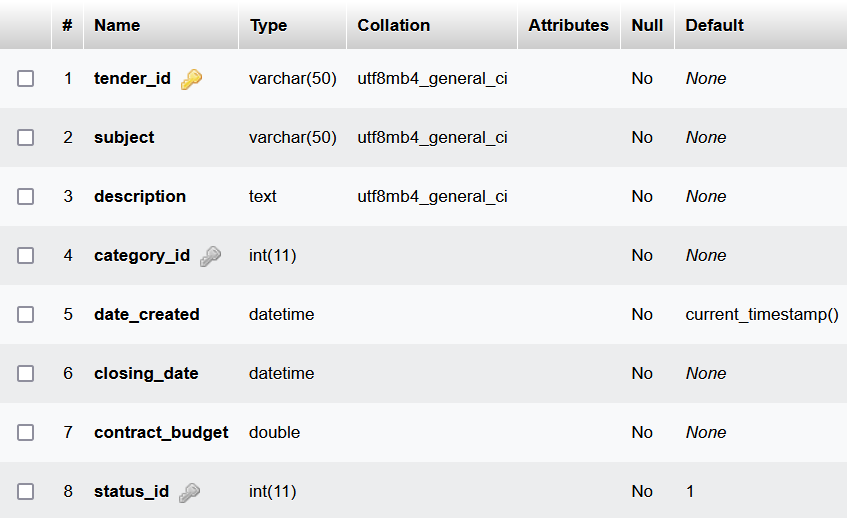 # Name Type Collation Attributes Null Default
1 tender_id varchar(50) utf8mb4_general_ci No None
2 subject varchar(50) utf8mb4_general_ci No None
3 description text utf8mb4_general_ci No None
4 category_id int(11) No None
5 date_created datetime No current_timestamp()
6 closing_date datetime No None
7 contract_budget double No None
8 status_id int(11) No 1